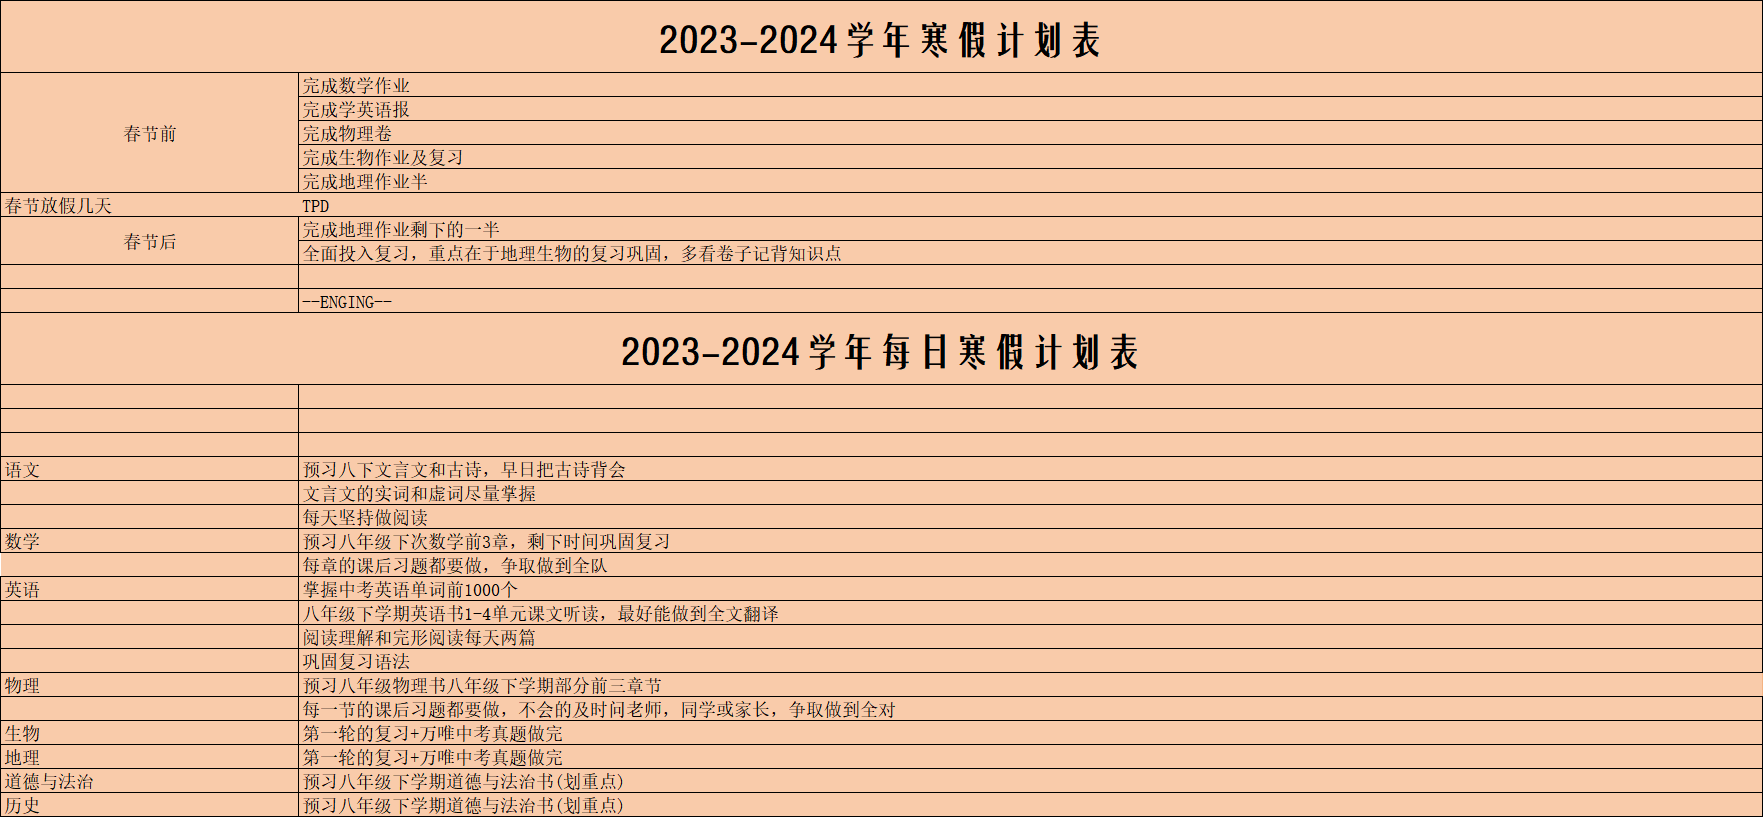 2023-2024学年寒假计划表
完成数学作业
完成学英语报
春节前
完成物理卷
完成生物作业及复习
完成地理作业半
春节放假几天 TPD
春节后
完成地理作业剩下的一半
全面投入复习，重点在于地理生物的复习巩固，多看卷子记背知识点
--ENGING--
2023-2024学年每日寒假计划表
语文 预习八下文言文和古诗，早日把古诗背会
文言文的实词和虚词尽量掌握
每天坚持做阅读
数学 预习八年级下次数学前3章，剩下时间巩固复习
每章的课后习题都要做，争取做到全队
英语 掌握中考英语单词前1000个
八年级下学期英语书1-4单元课文听读，最好能做到全文翻译
阅读理解和完形阅读每天两篇
巩固复习语法
物理 预习八年级物理书八年级下学期部分前三章节
每一节的课后习题都要做，不会的及时问老师，同学或家长，争取做到全对
生物 第一轮的复习+万唯中考真题做完
地理 第一轮的复习+万唯中考真题做完
道德与法治 预习八年级下学期道德与法治书(划重点)
历史 预习八年级下学期道德与法治书(划重点)